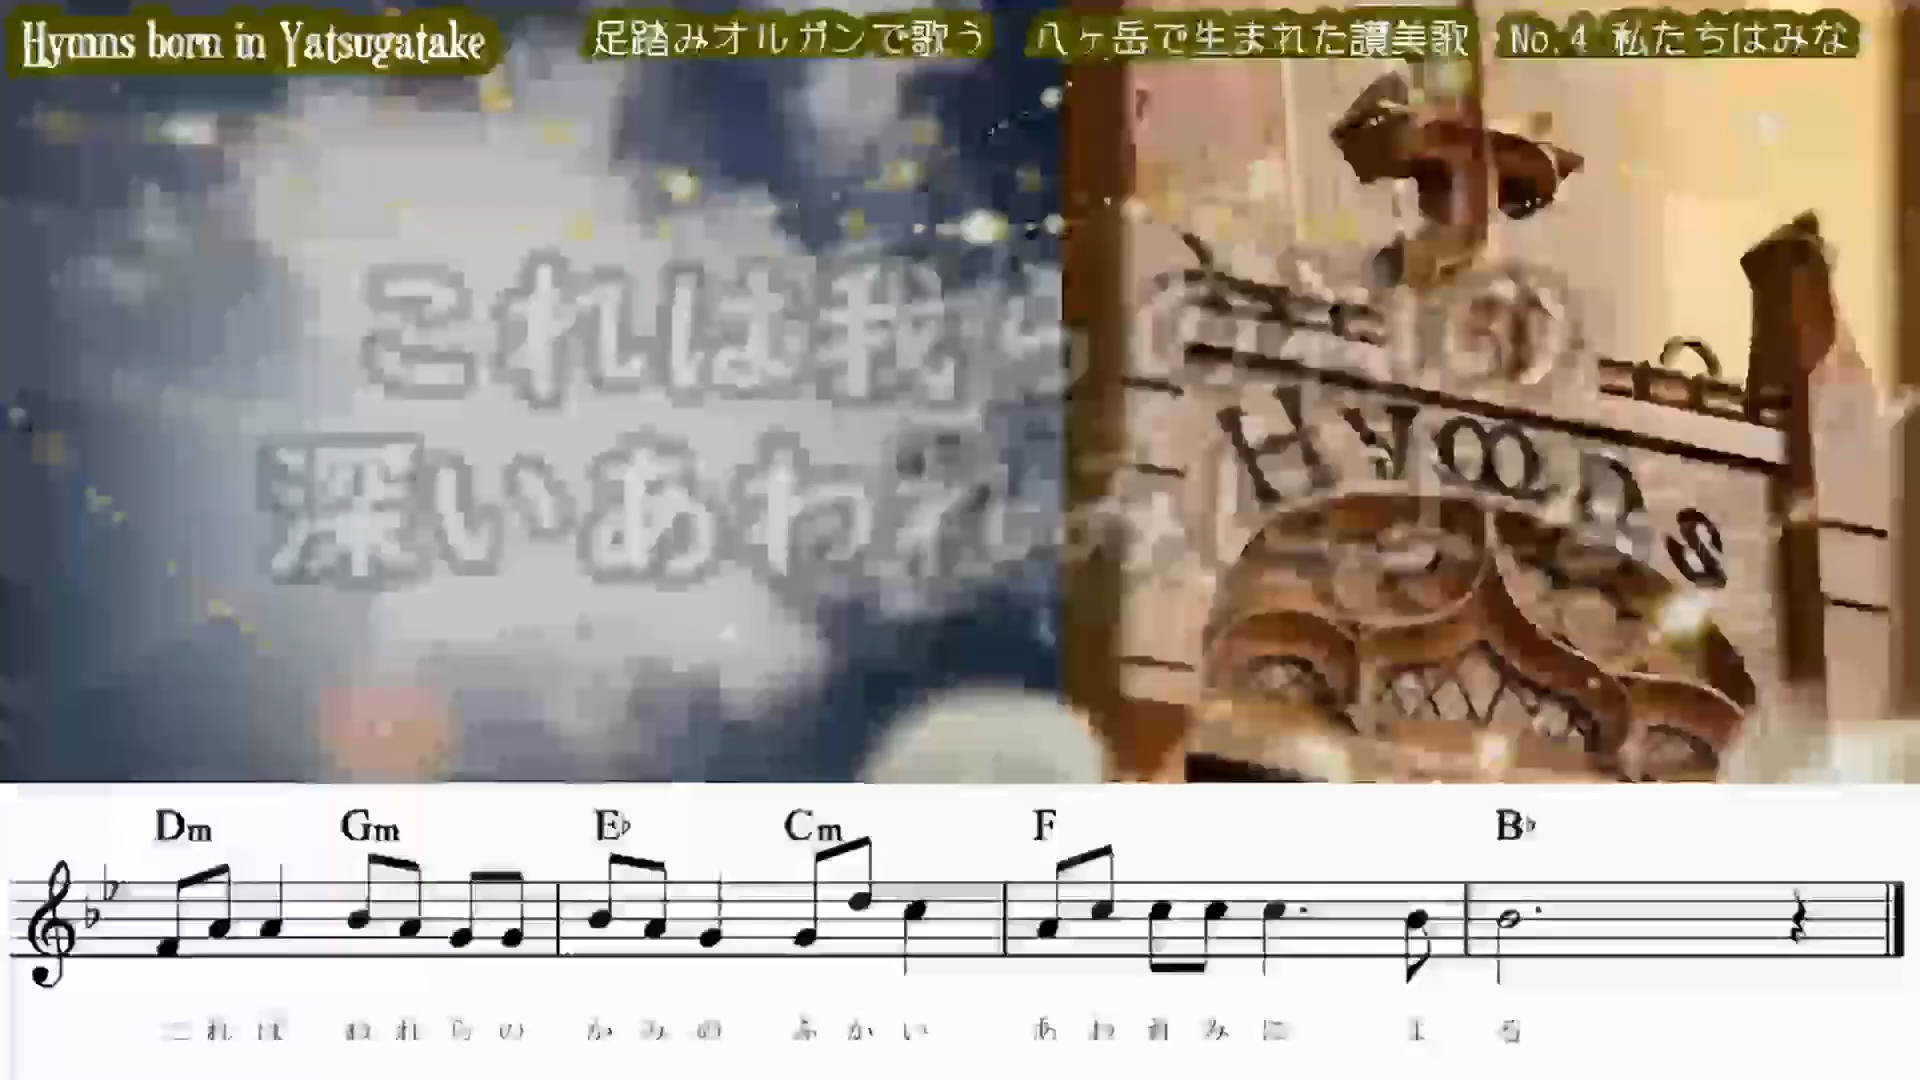 Hymns born in Yatsugatake
足踏みオルガンで歌う 八ヶ岳で生まれた讃美歌 No.4 私たちはみな
これは我ら
深いあわれ
HYMNS
Dm Gm E♭ Cm F B♭
こ れ は わ れ ら の か み の ふ か い あ わ れ み に よ る